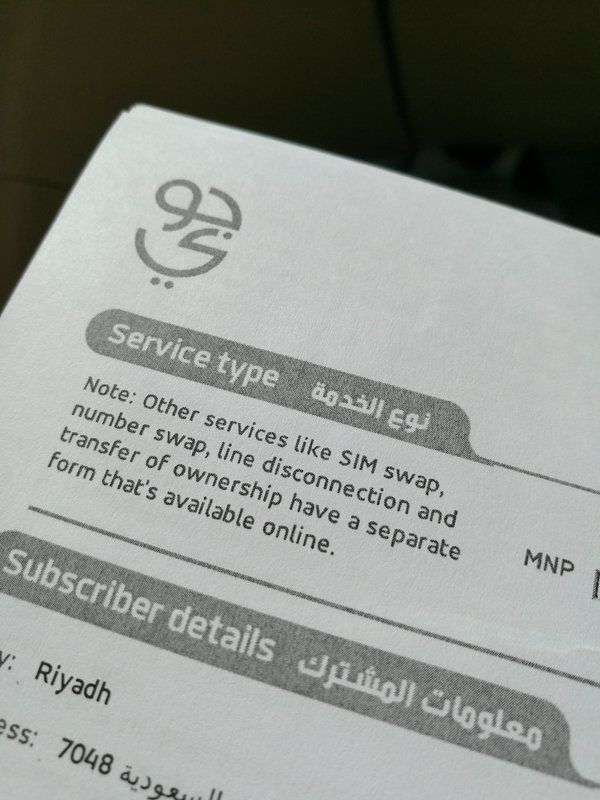 جوي
Service type نوع الخدمة
Note: Other services like SIM swap,
number swap, line disconnection and
transfer of ownership have a separate
form that's available online.
MNP
Subscriber details معلومات المشترك
y: Riyadh
ess: 7048 السعودية